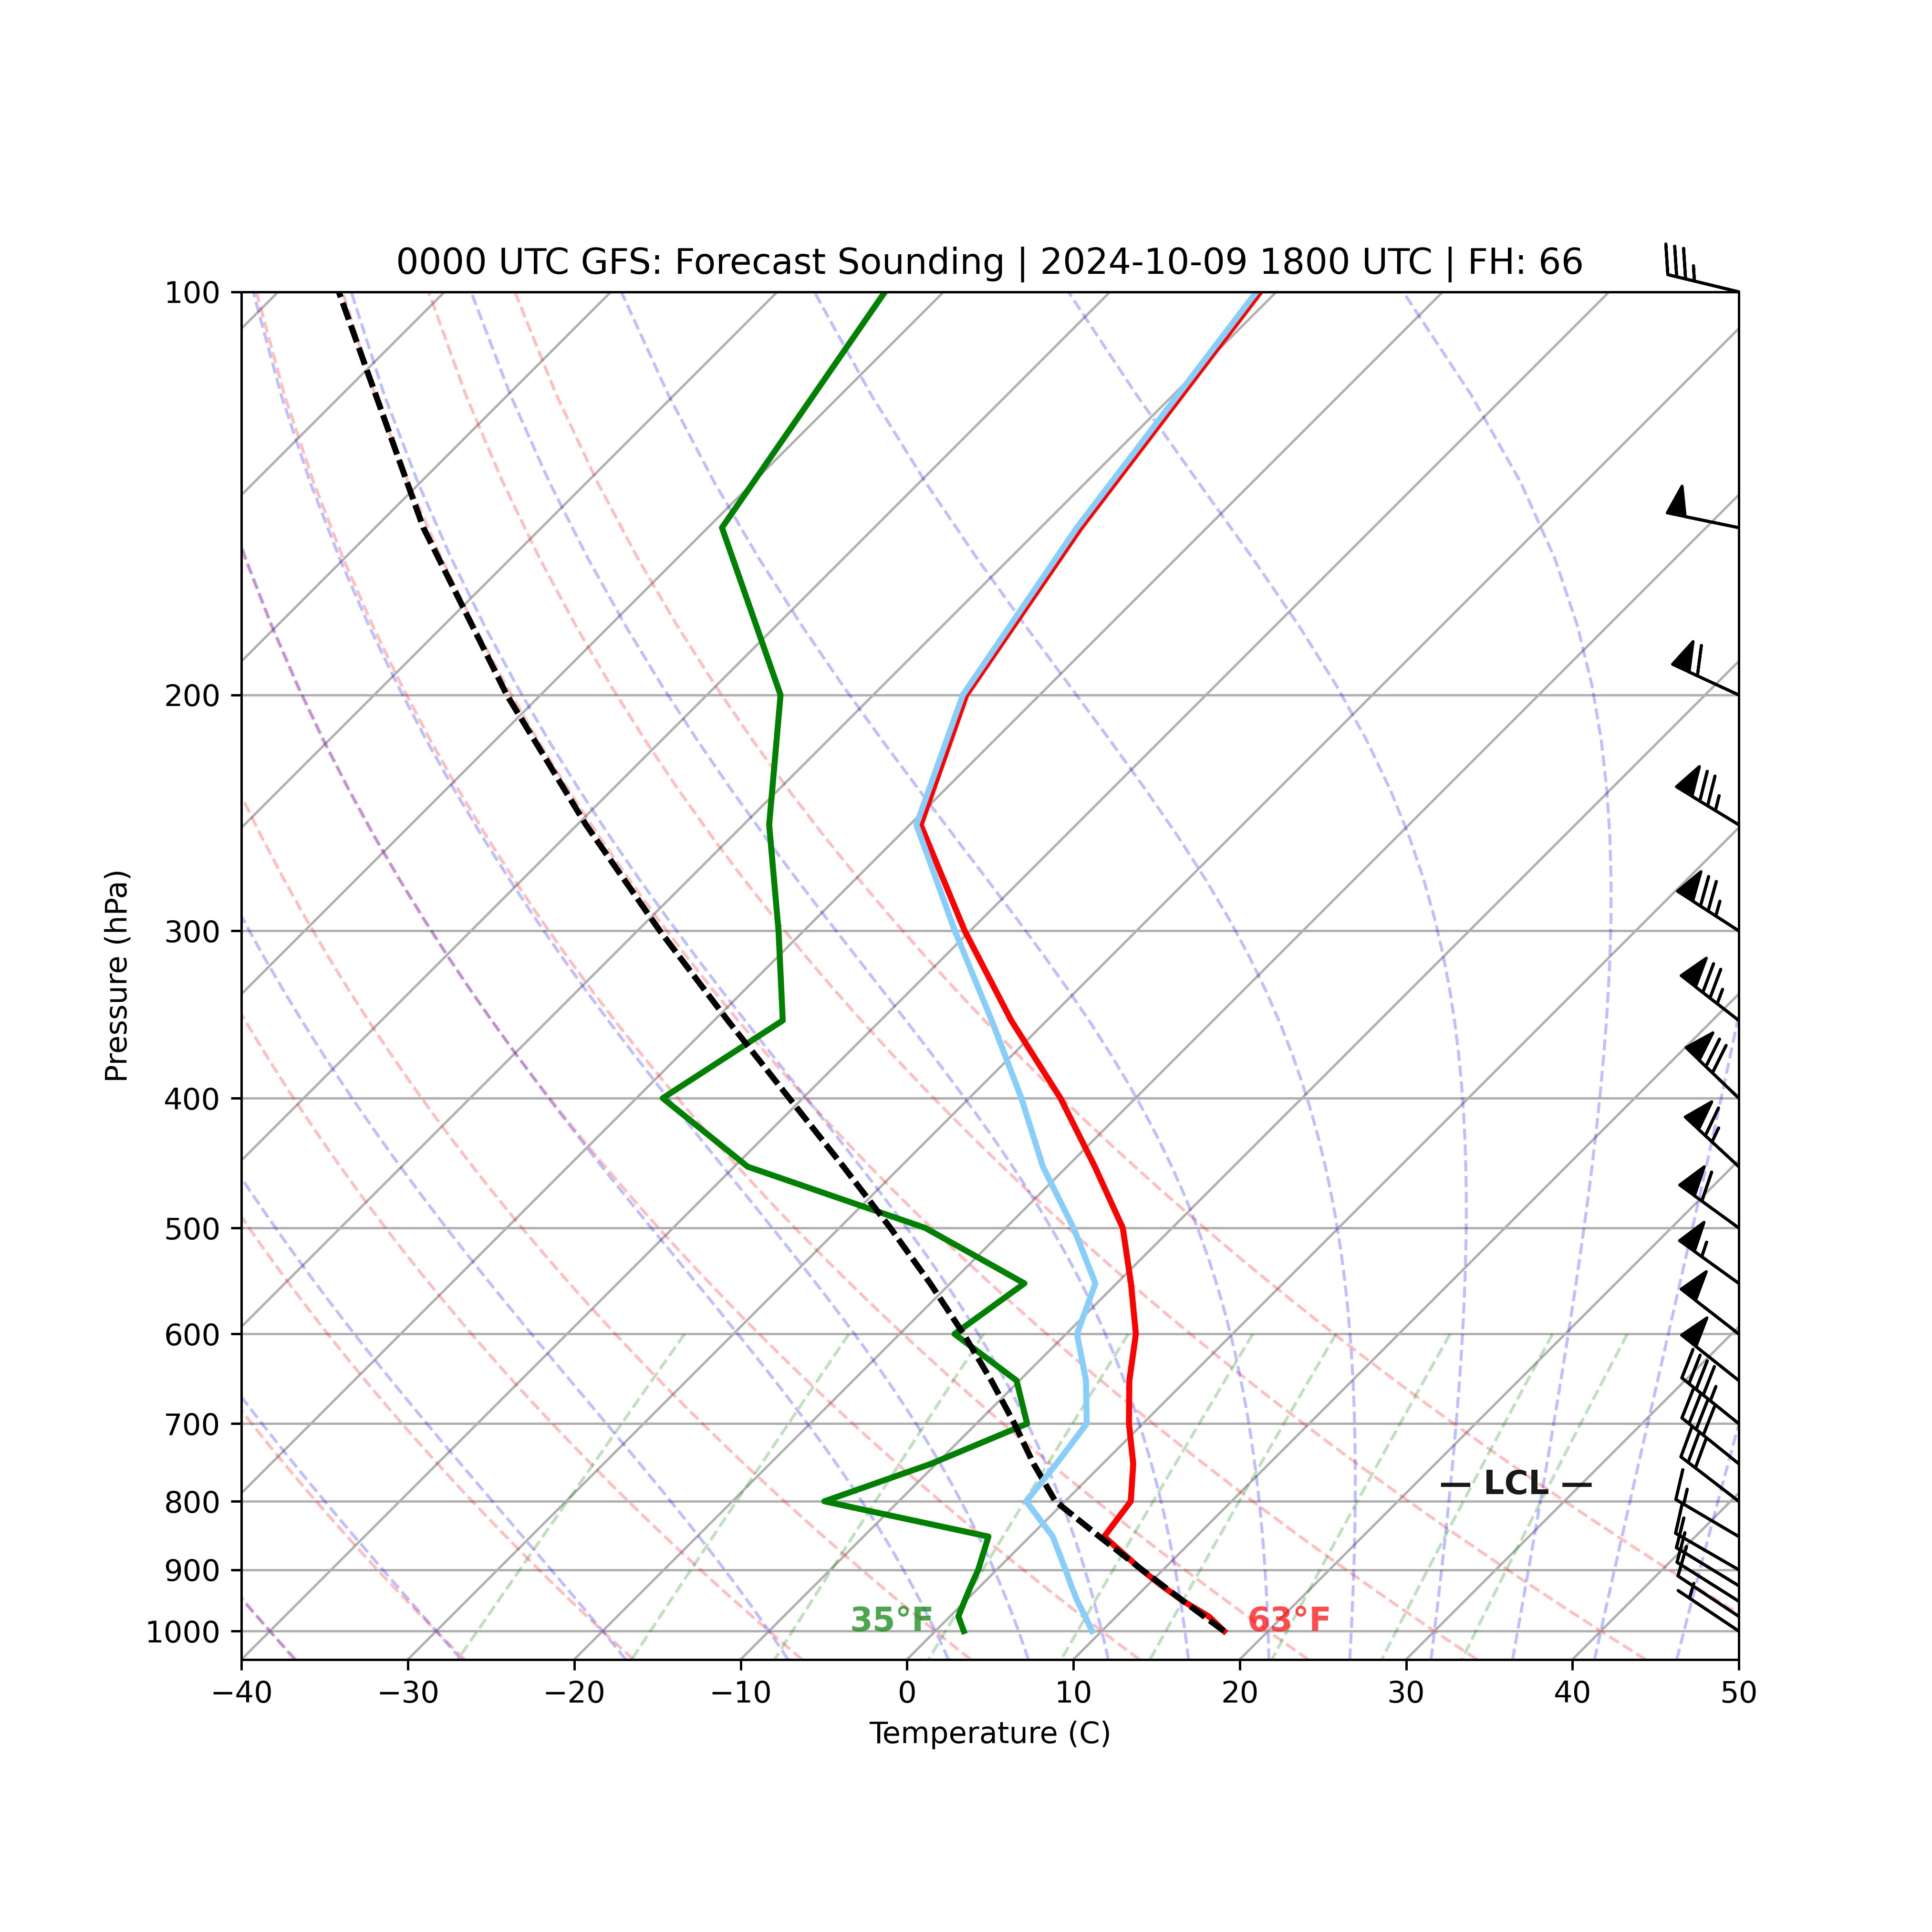 0000 UTC GFS: Forecast Sounding | 2024-10-09 1800 UTC | FH: 66
100
200
300
400
500
600
700
800
900
1000
Pressure (hPa)
— LCL —
35°F
63°F
−40 −30 −20 −10 0 10 20 30 40 50
Temperature (C)